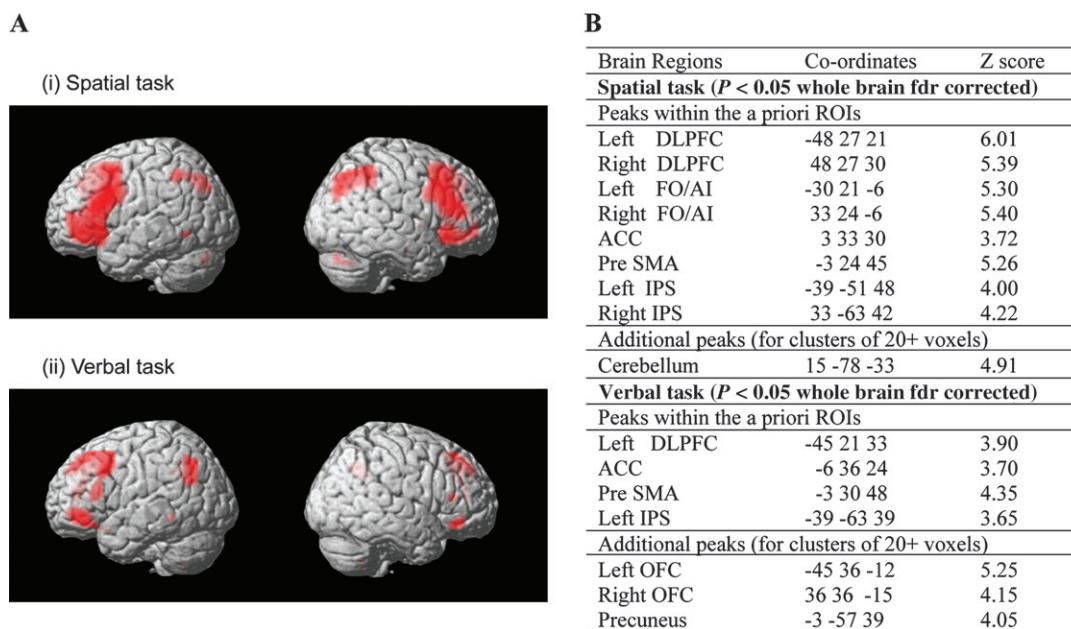 A
(i) Spatial task
(ii) Verbal task
B
Brain Regions Co-ordinates Z score
Spatial task (P < 0.05 whole brain fdr corrected)
Peaks within the a priori ROIs
Left DLPFC -48 27 21 6.01
Right DLPFC 48 27 30 5.39
Left FO/AI -30 21 -6 5.30
Right FO/AI 33 24 -6 5.40
ACC 3 33 30 3.72
Pre SMA -3 24 45 5.26
Left IPS -39 -51 48 4.00
Right IPS 33 -63 42 4.22
Additional peaks (for clusters of 20+ voxels)
Cerebellum 15 -78 -33 4.91
Verbal task (P < 0.05 whole brain fdr corrected)
Peaks within the a priori ROIs
Left DLPFC -45 21 33 3.90
ACC -6 36 24 3.70
Pre SMA -3 30 48 4.35
Left IPS -39 -63 39 3.65
Additional peaks (for clusters of 20+ voxels)
Left OFC -45 36 -12 5.25
Right OFC 36 36 -15 4.15
Precuneus -3 -57 39 4.05